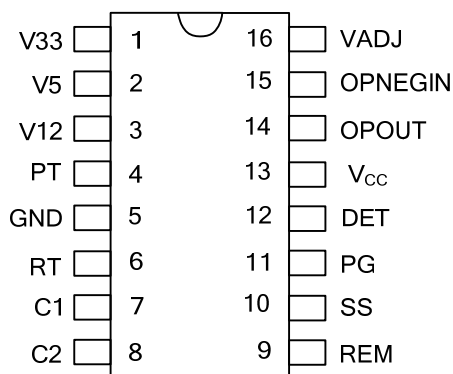 V33 1 16 VADJ
V5 2 15 OPNEGIN
V12 3 14 OPOUT
PT 4 13 VCC
GND 5 12 DET
RT 6 11 PG
C1 7 10 SS
C2 8 9 REM